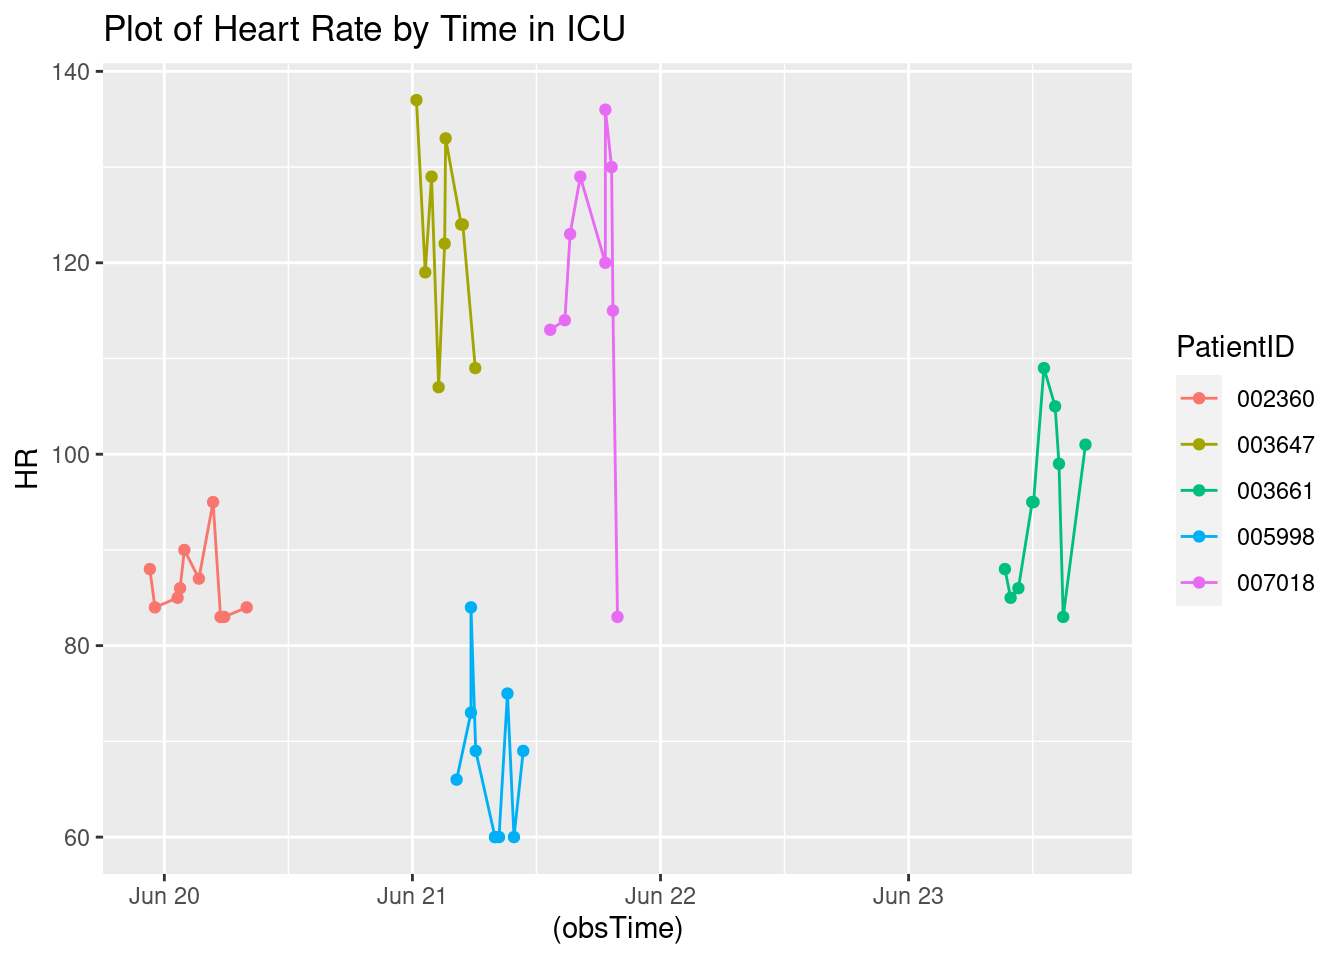 Plot of Heart Rate by Time in ICU
140
120
100
80
60
HR
Jun 20
Jun 21
Jun 22
Jun 23
(obsTime)
PatientID
002360
003647
003661
005998
007018